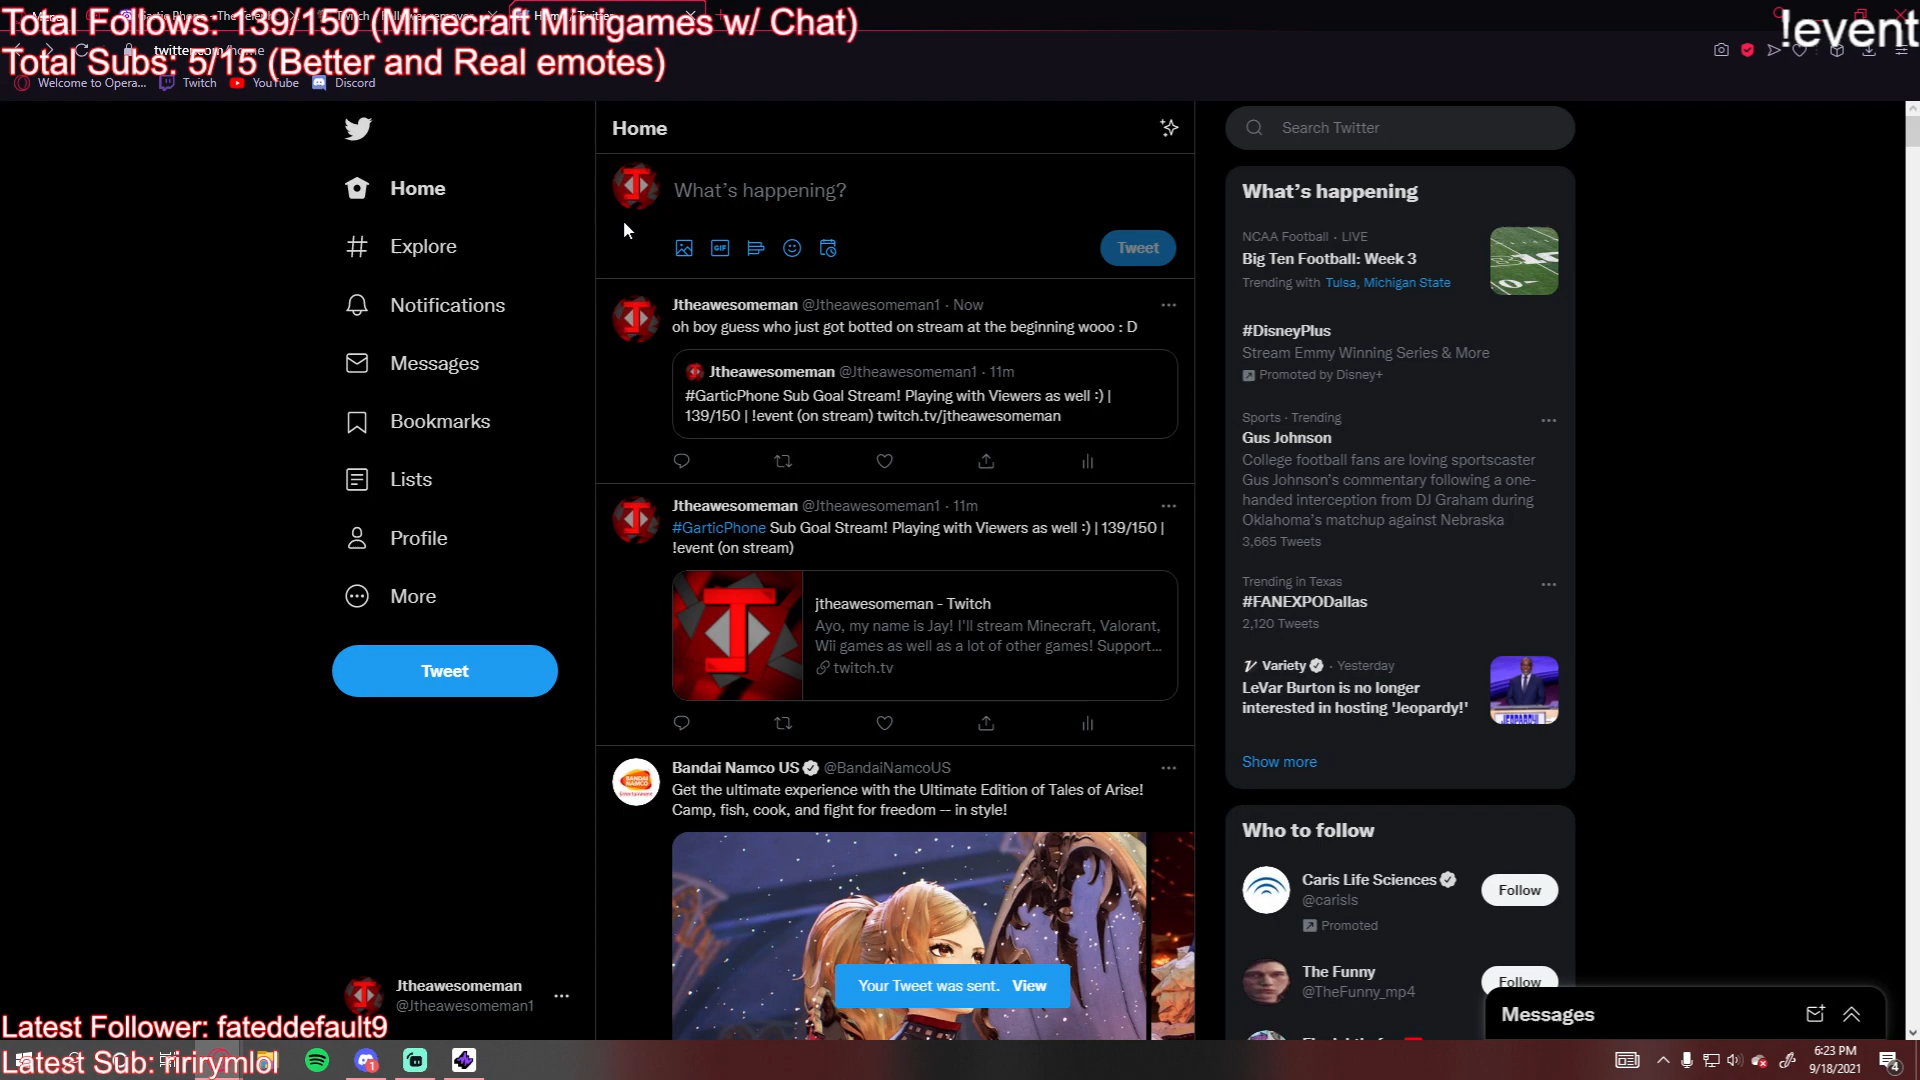 Total Follows: 139/150 (Minecraft Minigames w/ Chat)
!event
twitter.com/home
Total Subs: 5/15 (Better and Real emotes)
Welcome to Opera...
Twitch
YouTube
Discord
Home
Search Twitter
Home
Explore
Notifications
Messages
Bookmarks
Lists
Profile
More
Tweet
What's happening?
GIF
Tweet
Jtheawesomeman @Jtheawesomeman1 · Now
oh boy guess who just got botted on stream at the beginning wooo : D
Jtheawesomeman @Jtheawesomeman1 · 11m
#GarticPhone Sub Goal Stream! Playing with Viewers as well :) |
139/150 | !event (on stream) twitch.tv/jtheawesomeman
Jtheawesomeman @Jtheawesomeman1 · 11m
#GarticPhone Sub Goal Stream! Playing with Viewers as well :) | 139/150 |
!event (on stream)
jtheawesomeman - Twitch
Ayo, my name is Jay! I'll stream Minecraft, Valorant,
Wii games as well as a lot of other games! Support...
twitch.tv
Bandai Namco US @BandaiNamcoUS
Get the ultimate experience with the Ultimate Edition of Tales of Arise!
Camp, fish, cook, and fight for freedom -- in style!
Your Tweet was sent. View
What's happening
NCAA Football · LIVE
Big Ten Football: Week 3
Trending with Tulsa, Michigan State
#DisneyPlus
Stream Emmy Winning Series & More
Promoted by Disney+
Sports · Trending
Gus Johnson
College football fans are loving sportscaster
Gus Johnson's commentary following a one-
handed interception from DJ Graham during
Oklahoma's matchup against Nebraska
3,665 Tweets
Trending in Texas
#FANEXPODallas
2,120 Tweets
Variety · Yesterday
LeVar Burton is no longer
interested in hosting 'Jeopardy!'
Show more
Who to follow
Caris Life Sciences
@carisls
Follow
Promoted
The Funny
@TheFunny_mp4
Follow
Messages
Jtheawesomeman
@Jtheawesomeman1
Latest Follower: fateddefault9
Latest Sub: ririrymlol
6:23 PM
9/18/2021
4